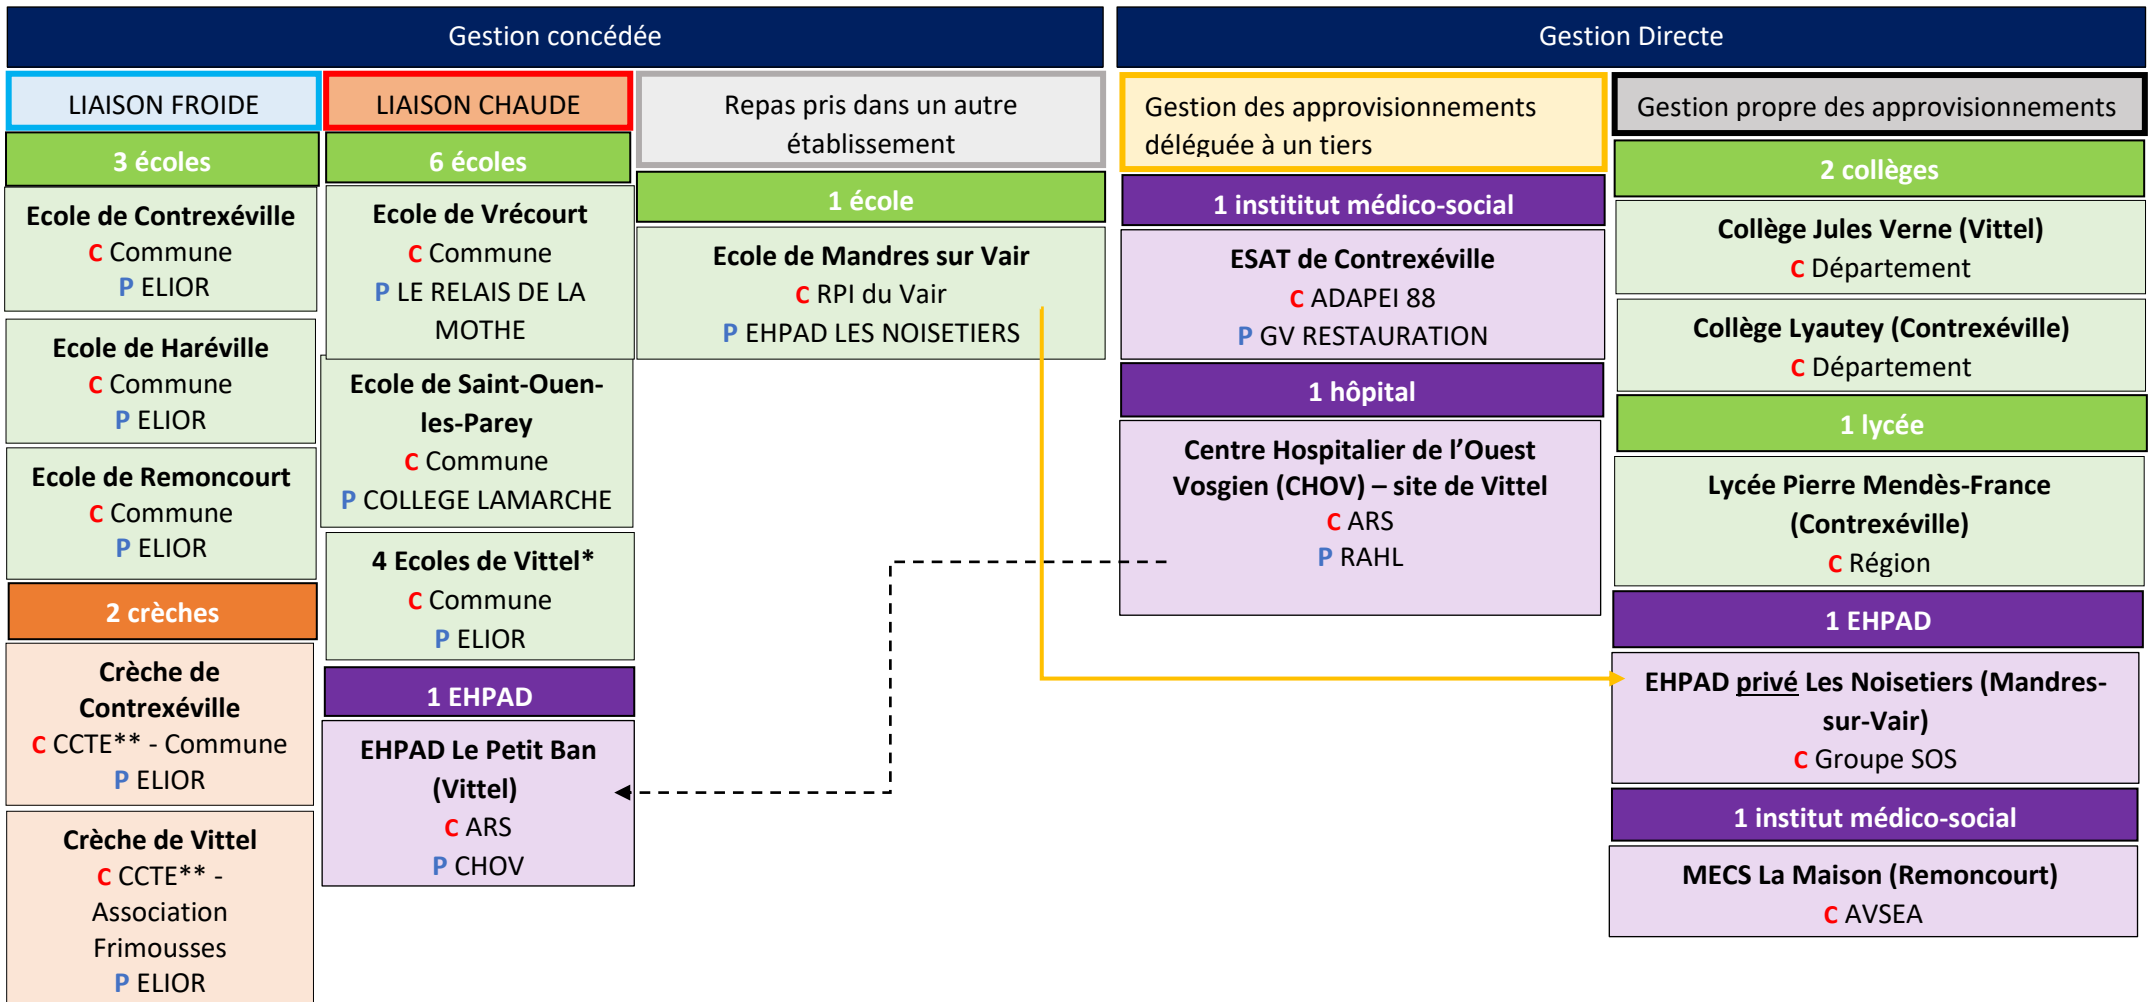 Gestion concédée
Gestion Directe
LIAISON FROIDE
3 écoles
Ecole de Contrexéville
C Commune
P ELIOR
Ecole de Haréville
C Commune
P ELIOR
Ecole de Remoncourt
C Commune
P ELIOR
2 crèches
Crèche de
Contrexéville
C CCTE** - Commune
P ELIOR
Crèche de Vittel
C CCTE** -
Association
Frimousses
P ELIOR
LIAISON CHAUDE
6 écoles
Ecole de Vrécourt
C Commune
P LE RELAIS DE LA
MOTHE
Ecole de Saint-Ouen-
les-Parey
C Commune
P COLLEGE LAMARCHE
4 Ecoles de Vittel*
C Commune
P ELIOR
1 EHPAD
EHPAD Le Petit Ban
(Vittel)
C ARS
P CHOV
Repas pris dans un autre
établissement
1 école
Ecole de Mandres sur Vair
C RPI du Vair
P EHPAD LES NOISETIERS
Gestion des approvisionnements
déléguée à un tiers
1 instititut médico-social
ESAT de Contrexéville
C ADAPEI 88
P GV RESTAURATION
1 hôpital
Centre Hospitalier de l’Ouest
Vosgien (CHOV) – site de Vittel
C ARS
P RAHL
Gestion propre des approvisionnements
2 collèges
Collège Jules Verne (Vittel)
C Département
Collège Lyautey (Contrexéville)
C Département
1 lycée
Lycée Pierre Mendès-France
(Contrexéville)
C Région
1 EHPAD
EHPAD privé Les Noisetiers (Mandres-
sur-Vair)
C Groupe SOS
1 institut médico-social
MECS La Maison (Remoncourt)
C AVSEA